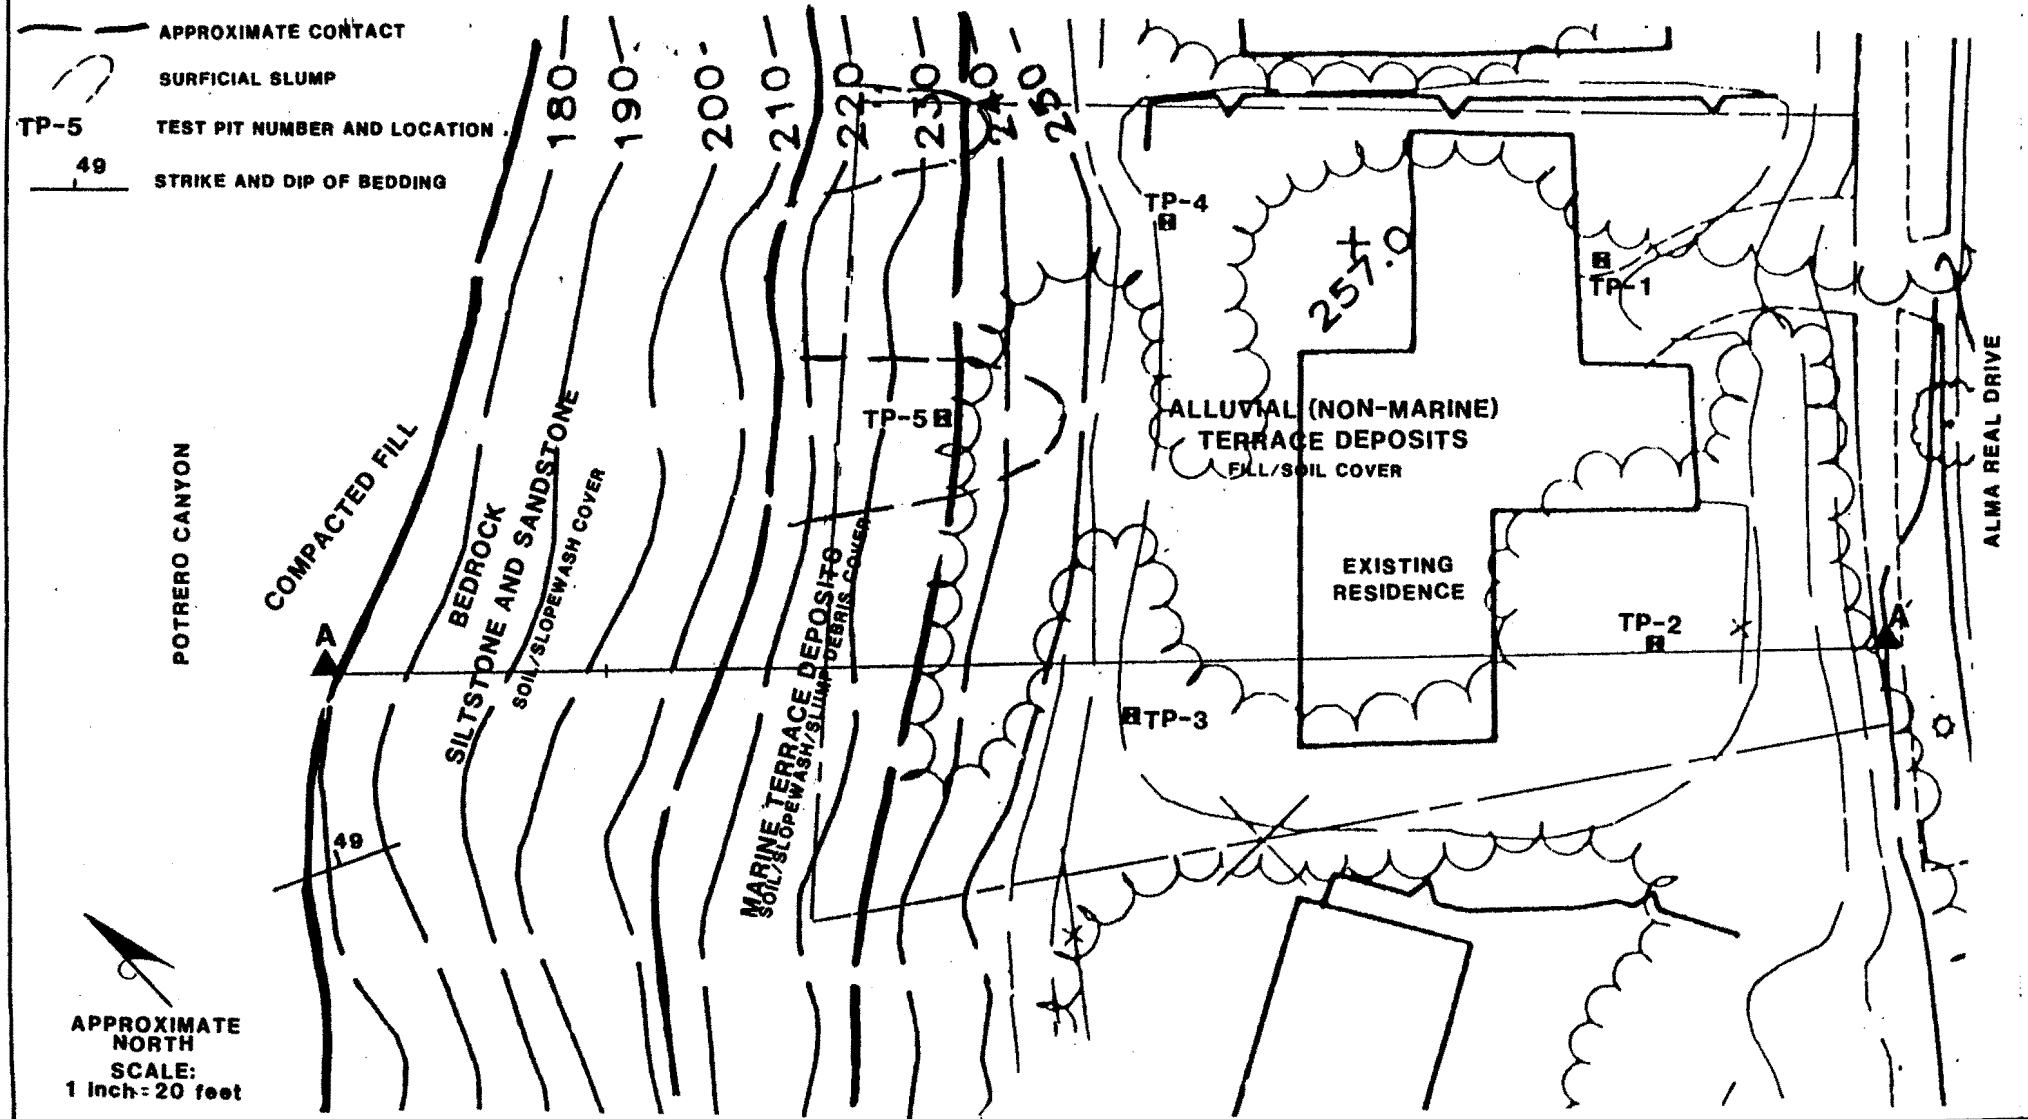 APPROXIMATE CONTACT
SURFICIAL SLUMP
TP-5
TEST PIT NUMBER AND LOCATION
49
STRIKE AND DIP OF BEDDING
180
190
200
210
220
230
240
250
TP-4
257.0
TP-1
TP-5
ALLUVIAL (NON-MARINE)
TERRACE DEPOSITS
FILL/SOIL COVER
ALMA REAL DRIVE
POTRERO CANYON
COMPACTED FILL
BEDROCK
SILTSTONE AND SANDSTONE
SOIL/SLOPEWASH COVER
MARINE TERRACE DEPOSITS
SOIL/SLOPEWASH/SLUMP DEBRIS COVER
EXISTING
RESIDENCE
TP-2
A
A'
TP-3
49
APPROXIMATE
NORTH
SCALE:
1 inch=20 feet